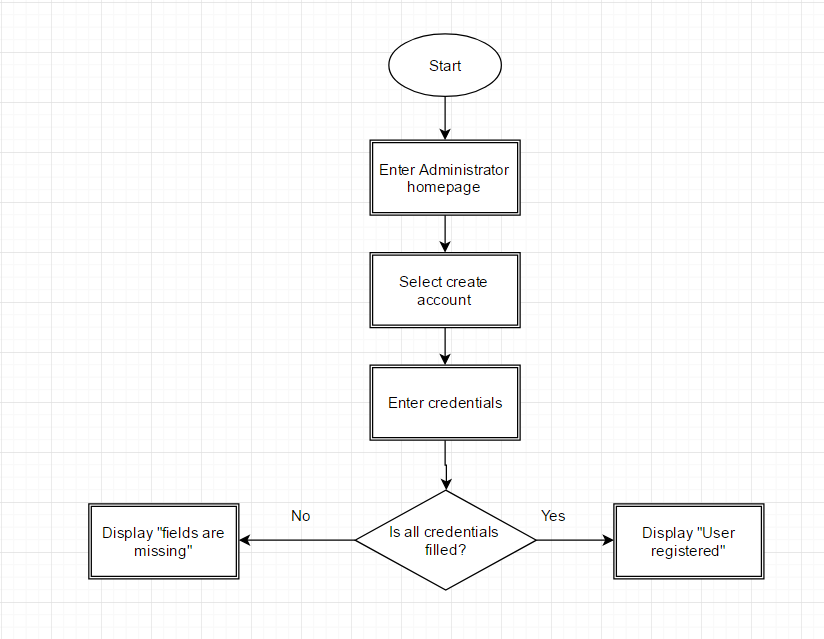 Start
Enter Administrator
homepage
Select create
account
Enter credentials
Is all credentials
filled?
No
Yes
Display "fields are
missing"
Display "User
registered"